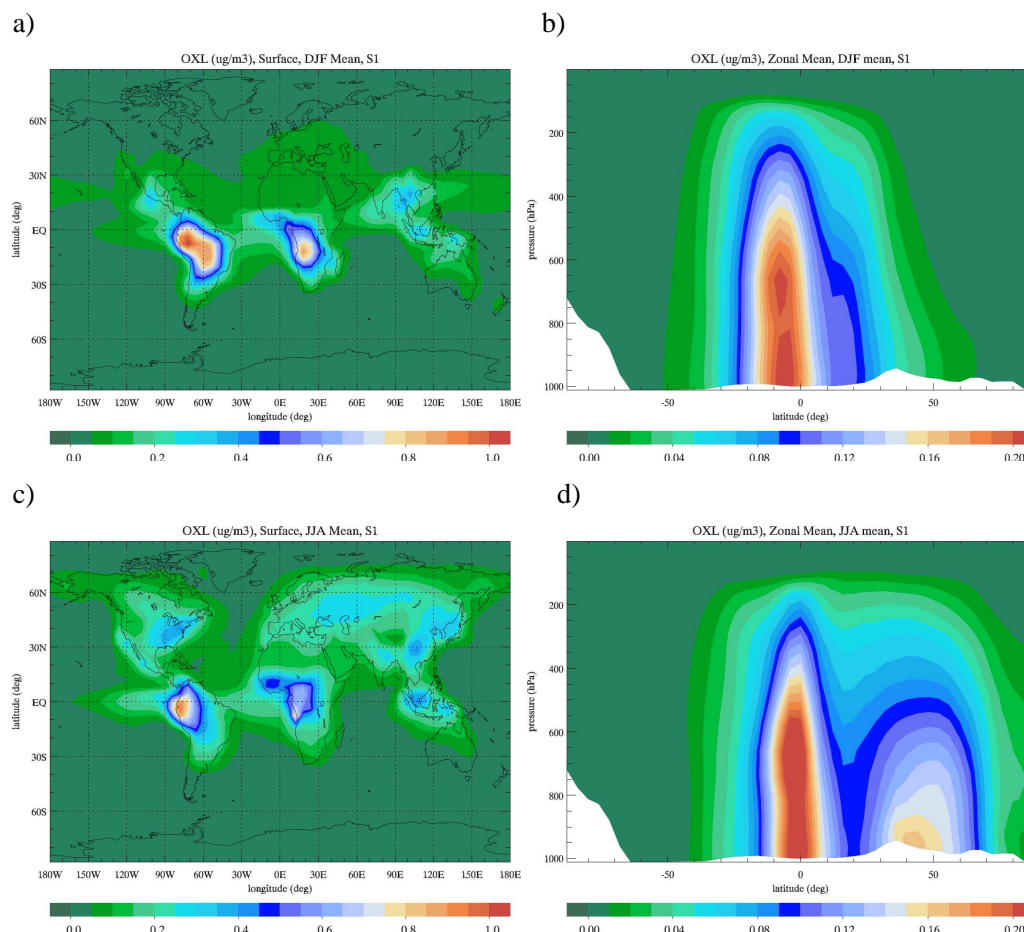 a)
b)
OXL (ug/m3), Surface, DJF Mean, S1
OXL (ug/m3), Zonal Mean, DJF mean, S1
latitude (deg)
60N
30N
EQ
30S
60S
180W 150W 120W 90W 60W 30W 0E 30E 60E 90E 120E 150E 180E
longitude (deg)
0.0 0.2 0.4 0.6 0.8 1.0
pressure (hPa)
200
400
600
800
1000
-50 0 50
latitude (deg)
0.00 0.04 0.08 0.12 0.16 0.20
c)
d)
OXL (ug/m3), Surface, JJA Mean, S1
OXL (ug/m3), Zonal Mean, JJA mean, S1
latitude (deg)
60N
30N
EQ
30S
60S
180W 150W 120W 90W 60W 30W 0E 30E 60E 90E 120E 150E 180E
longitude (deg)
0.0 0.2 0.4 0.6 0.8 1.0
pressure (hPa)
200
400
600
800
1000
-50 0 50
latitude (deg)
0.00 0.04 0.08 0.12 0.16 0.20